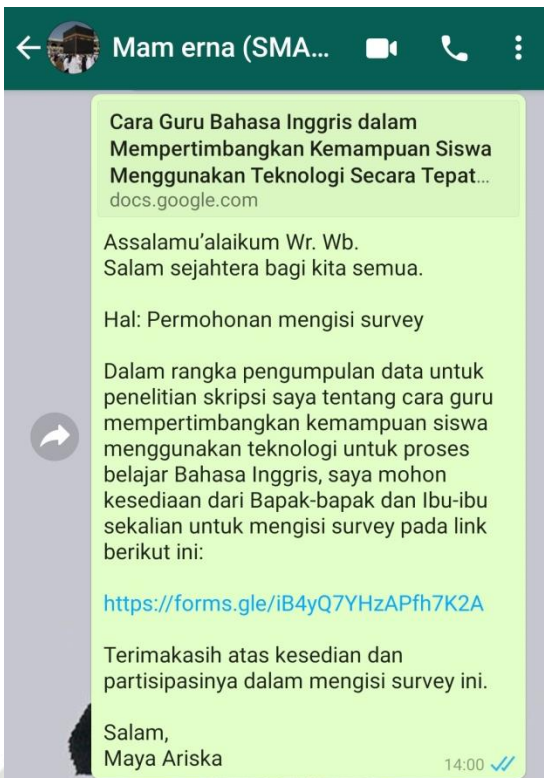 Mam erna (SMA...
Cara Guru Bahasa Inggris dalam
Mempertimbangkan Kemampuan Siswa
Menggunakan Teknologi Secara Tepat...
docs.google.com
Assalamu'alaikum Wr. Wb.
Salam sejahtera bagi kita semua.
Hal: Permohonan mengisi survey
Dalam rangka pengumpulan data untuk
penelitian skripsi saya tentang cara guru
mempertimbangkan kemampuan siswa
menggunakan teknologi untuk proses
belajar Bahasa Inggris, saya mohon
kesediaan dari Bapak-bapak dan Ibu-ibu
sekalian untuk mengisi survey pada link
berikut ini:
https://forms.gle/iB4yQ7YHzAPfh7K2A
Terimakasih atas kesedian dan
partisipasinya dalam mengisi survey ini.
Salam,
Maya Ariska
14:00